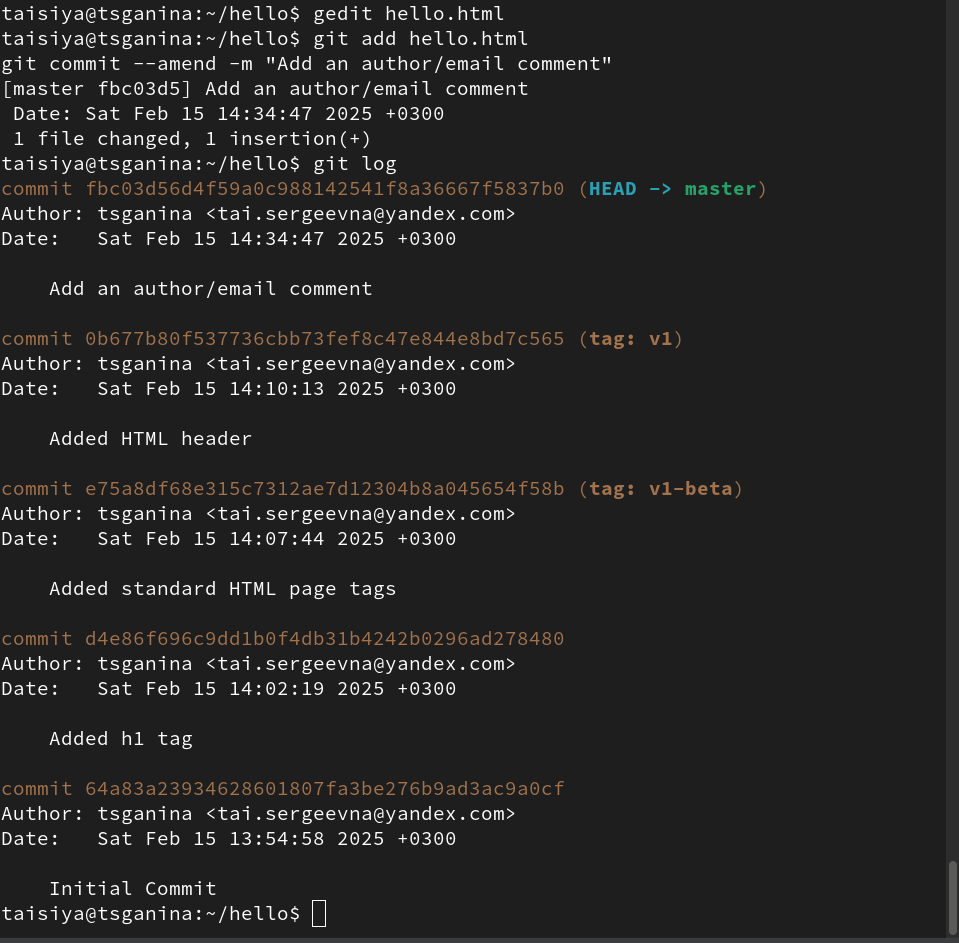 taisiya@tsganina:~/hello$ gedit hello.html
taisiya@tsganina:~/hello$ git add hello.html
git commit --amend -m "Add an author/email comment"
[master fbc03d5] Add an author/email comment
 Date: Sat Feb 15 14:34:47 2025 +0300
 1 file changed, 1 insertion(+)
taisiya@tsganina:~/hello$ git log
commit fbc03d56d4f59a0c988142541f8a36667f5837b0 (HEAD -> master)
Author: tsganina <tai.sergeevna@yandex.com>
Date:   Sat Feb 15 14:34:47 2025 +0300

    Add an author/email comment

commit 0b677b80f537736cbb73fef8c47e844e8bd7c565 (tag: v1)
Author: tsganina <tai.sergeevna@yandex.com>
Date:   Sat Feb 15 14:10:13 2025 +0300

    Added HTML header

commit e75a8df68e315c7312ae7d12304b8a045654f58b (tag: v1-beta)
Author: tsganina <tai.sergeevna@yandex.com>
Date:   Sat Feb 15 14:07:44 2025 +0300

    Added standard HTML page tags

commit d4e86f696c9dd1b0f4db31b4242b0296ad278480
Author: tsganina <tai.sergeevna@yandex.com>
Date:   Sat Feb 15 14:02:19 2025 +0300

    Added h1 tag

commit 64a83a23934628601807fa3be276b9ad3ac9a0cf
Author: tsganina <tai.sergeevna@yandex.com>
Date:   Sat Feb 15 13:54:58 2025 +0300

    Initial Commit
taisiya@tsganina:~/hello$